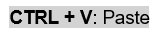 CTRL + V: Paste